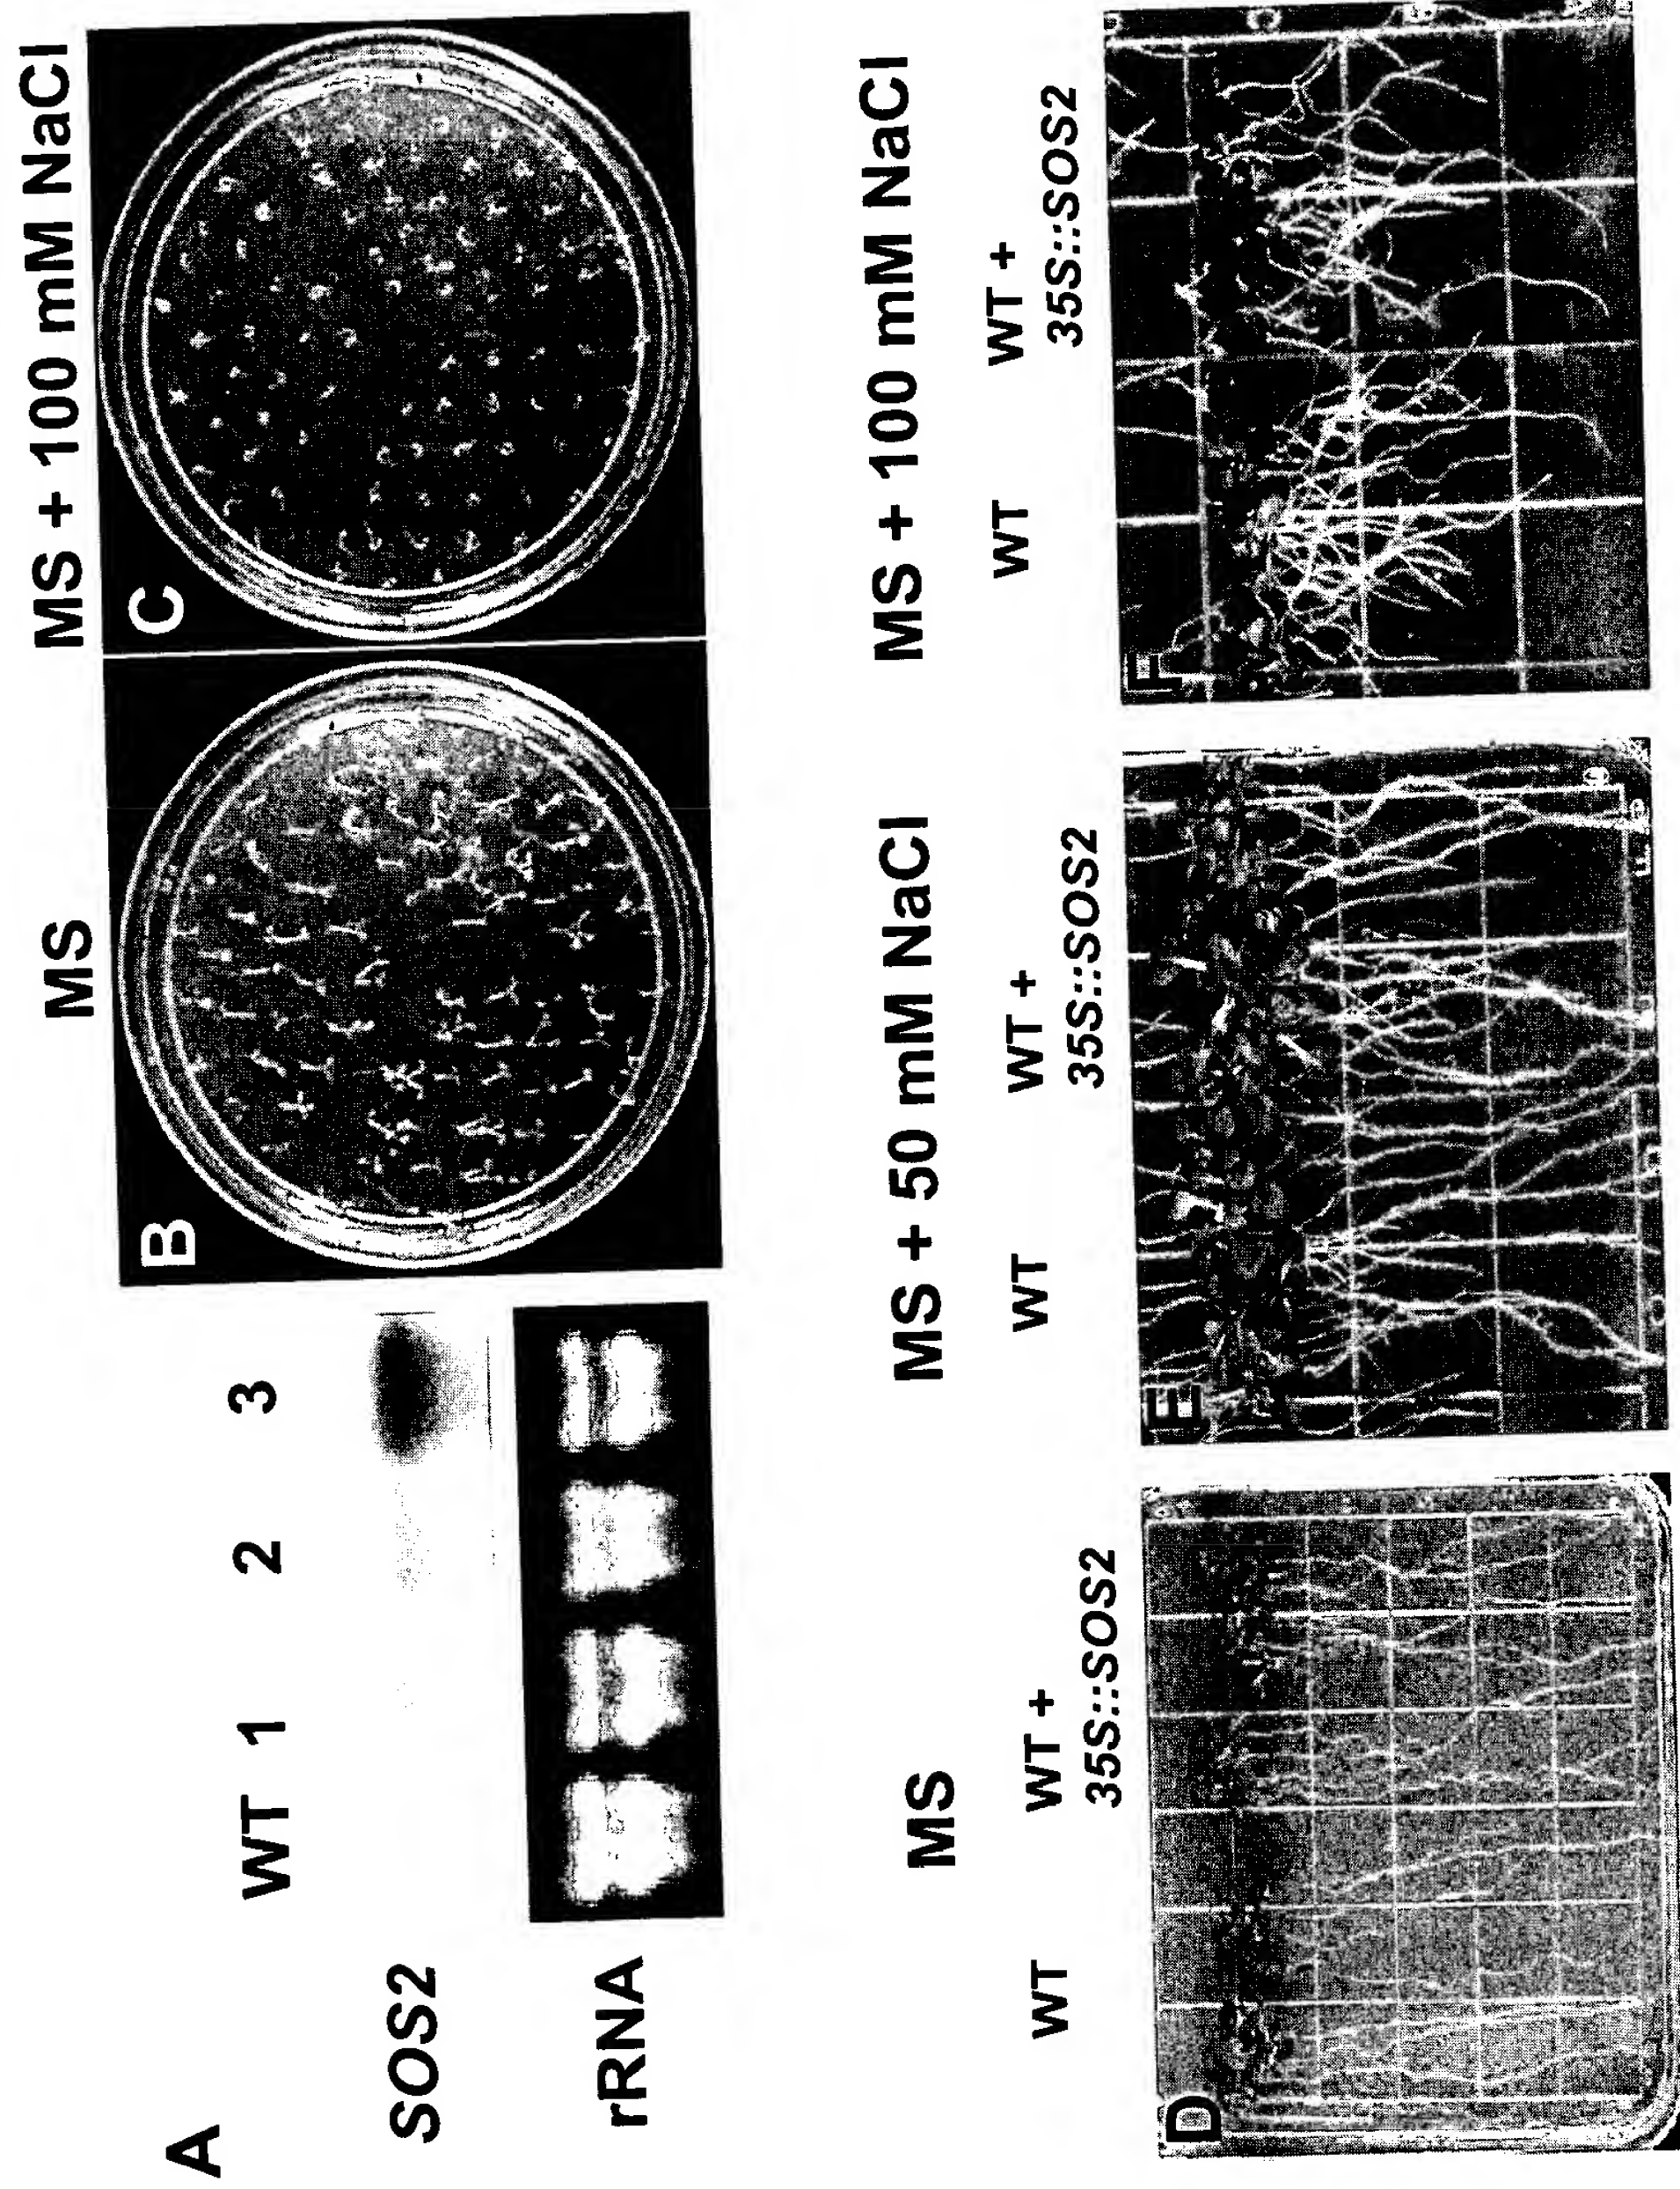 A
WT 1 2 3
SOS2
rRNA
MS
B
MS + 100 mM NaCl
C
MS
WT
WT +
35S::SOS2
D
MS + 50 mM NaCl
WT
WT +
35S::SOS2
E
MS + 100 mM NaCl
WT
WT +
35S::SOS2
F